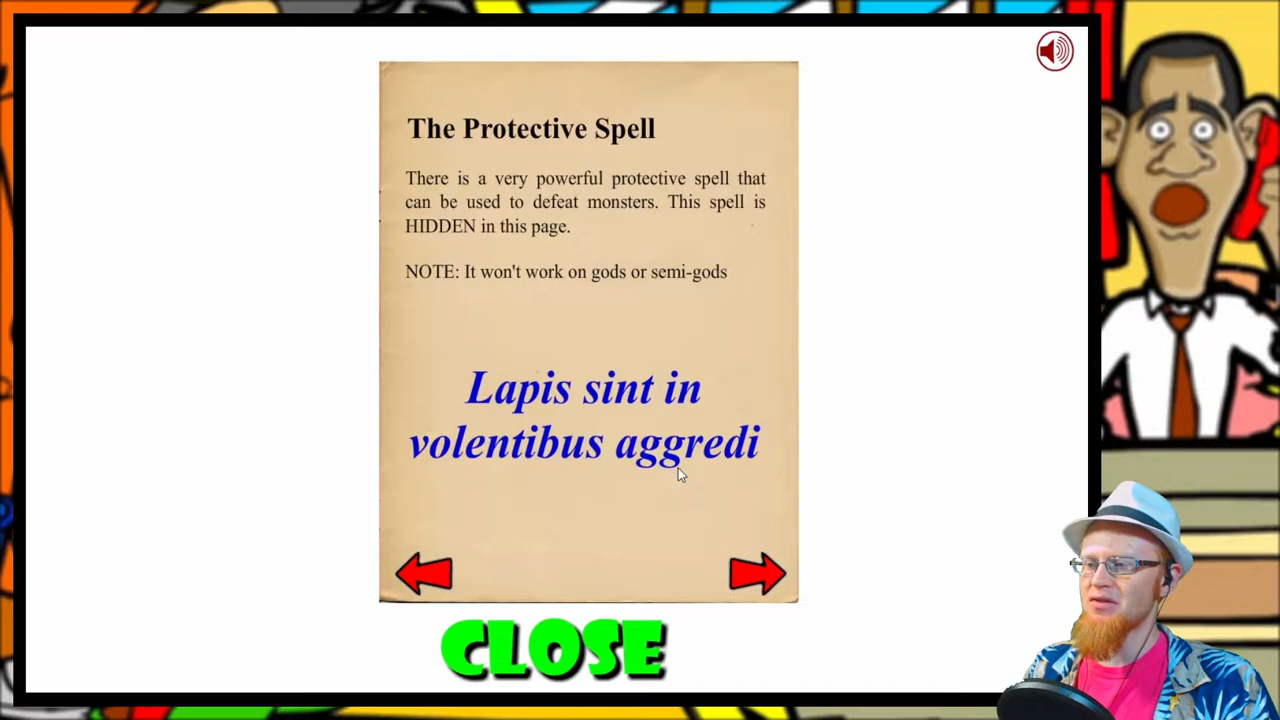 The Protective Spell
There is a very powerful protective spell that
can be used to defeat monsters. This spell is
HIDDEN in this page.
NOTE: It won't work on gods or semi-gods
Lapis sint in
volentibus aggredi
CLOSE